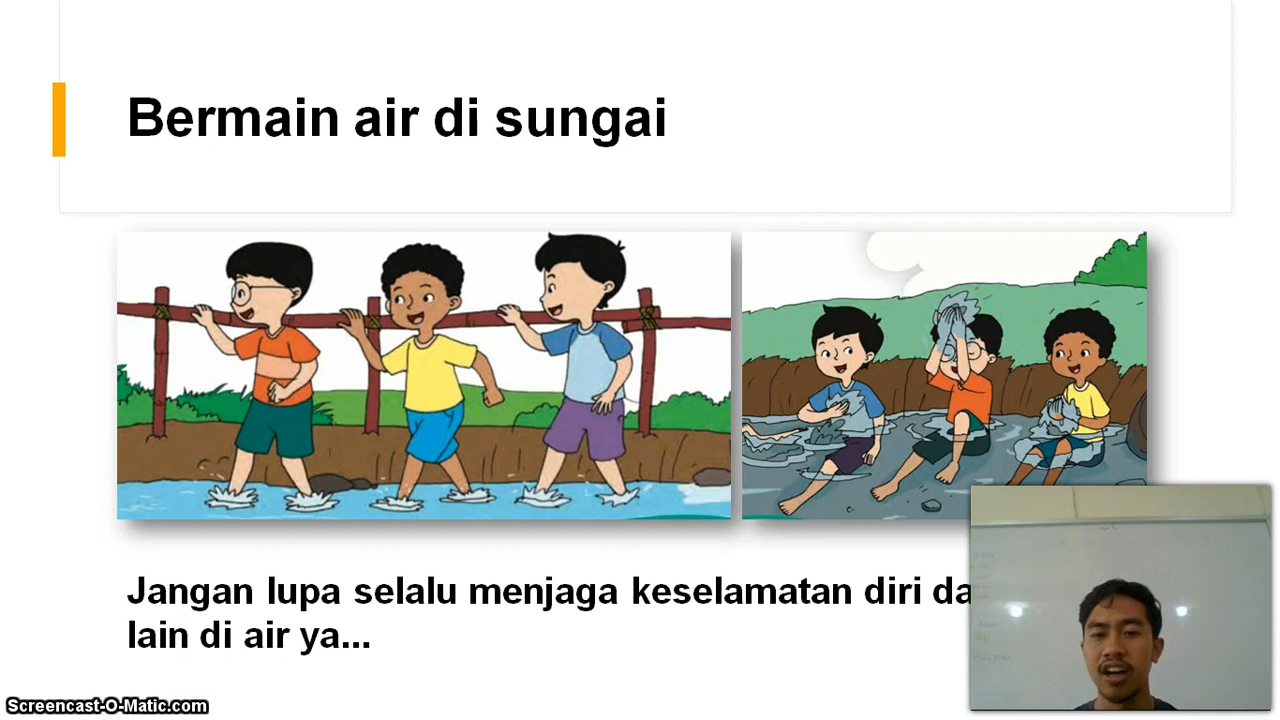 Bermain air di sungai
Jangan lupa selalu menjaga keselamatan diri da
lain di air ya...
Screencast-O-Matic.com